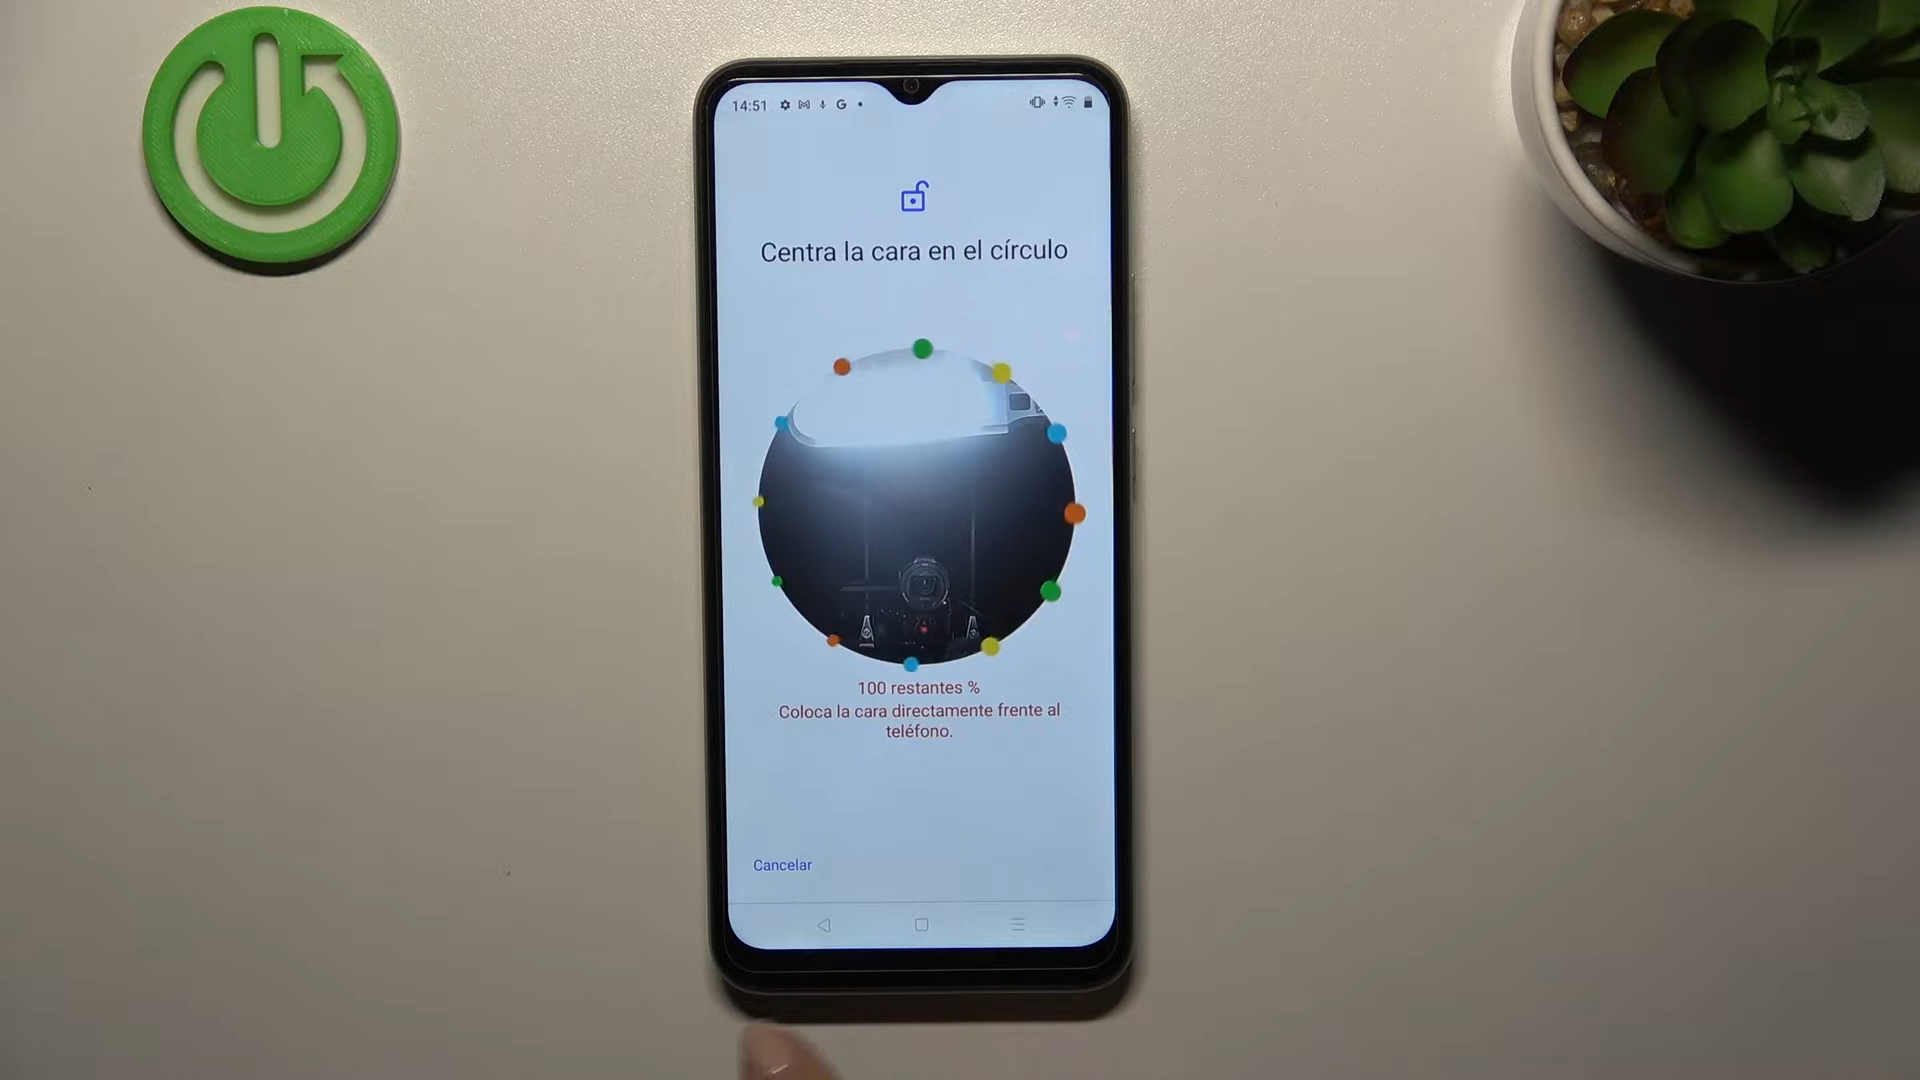 14:51
Centra la cara en el círculo
100 restantes %
Coloca la cara directamente frente al
teléfono.
Cancelar